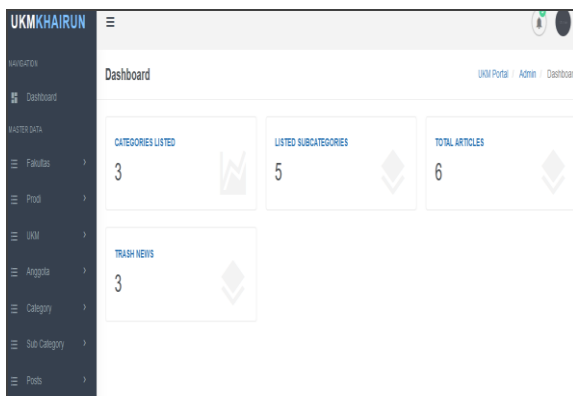 UKMKHAIRUN
NAVIGATION
Dashboard
MASTER DATA
Fakultas
Prodi
UKM
Anggota
Category
Sub Category
Posts
Dashboard
UKM Portal / Admin / Dashboar
CATEGORIES LISTED
3
LISTED SUBCATEGORIES
5
TOTAL ARTICLES
6
TRASH NEWS
3